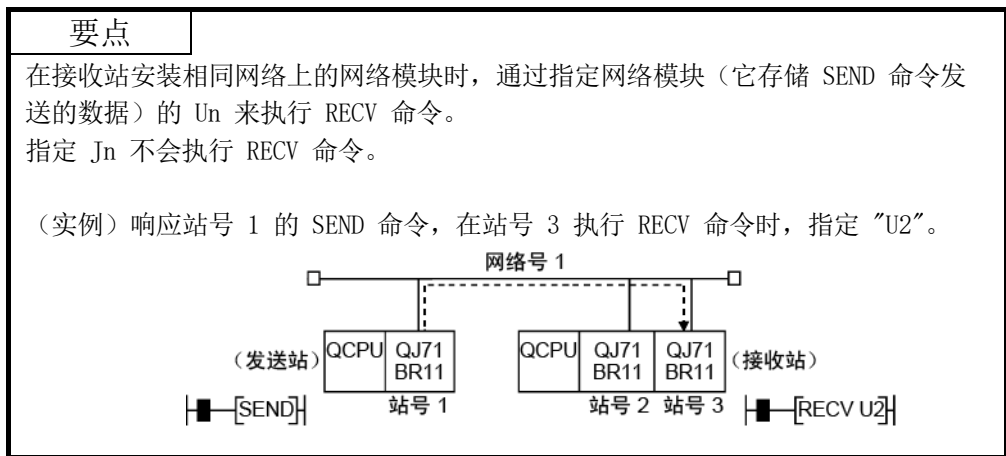 要点
在接收站安装相同网络上的网络模块时，通过指定网络模块（它存储 SEND 命令发
送的数据）的 Un 来执行 RECV 命令。
指定 Jn 不会执行 RECV 命令。
（实例）响应站号 1 的 SEND 命令，在站号 3 执行 RECV 命令时，指定 "U2"。
网络号 1
（发送站）
QCPU
QJ71
BR11
QCPU
QJ71
BR11
QJ71
BR11
（接收站）
SEND
站号 1
站号 2
站号 3
RECV U2